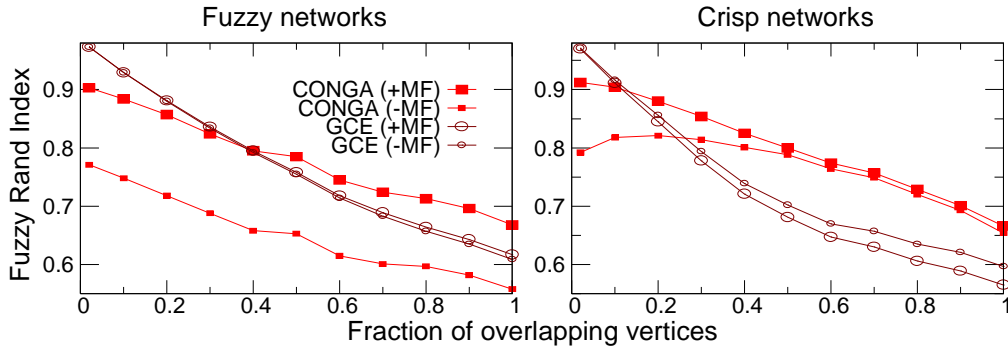 Fuzzy networks
Crisp networks
Fuzzy Rand Index
0.9
0.8
0.7
0.6
CONGA (+MF)
CONGA (-MF)
GCE (+MF)
GCE (-MF)
0.9
0.8
0.7
0.6
0 0.2 0.4 0.6 0.8 1
0 0.2 0.4 0.6 0.8 1
Fraction of overlapping vertices